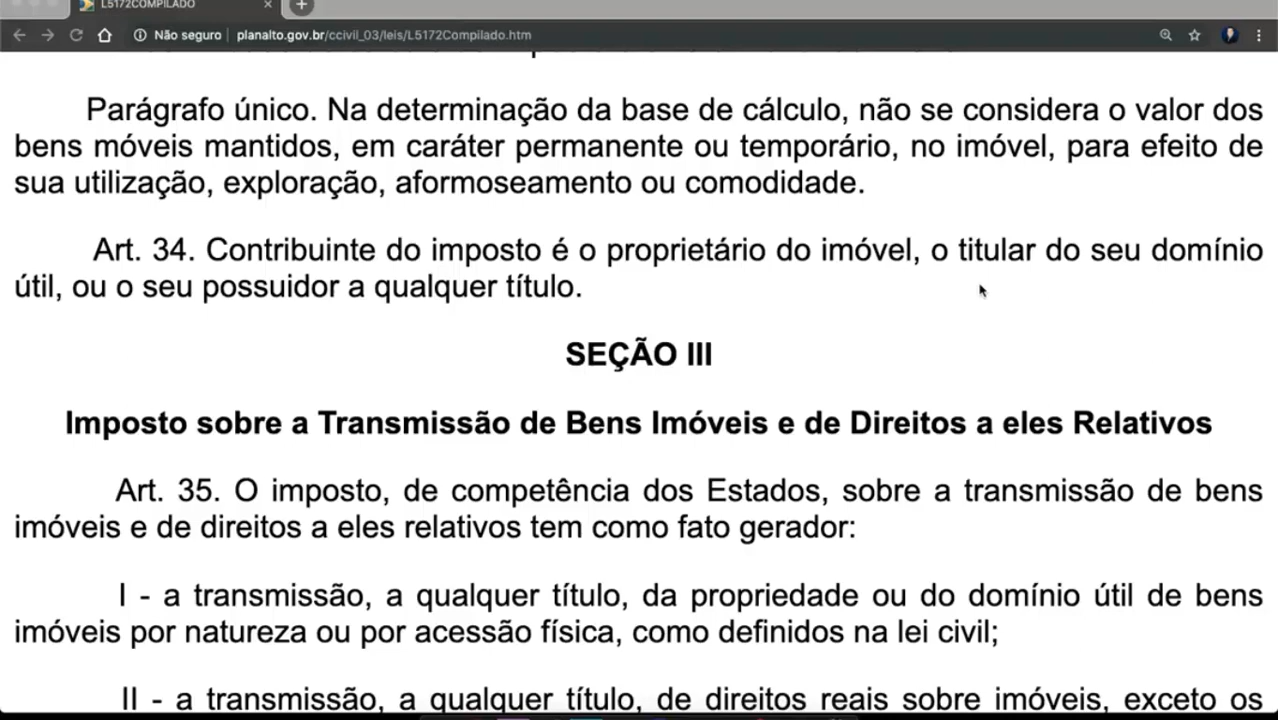 L5172COMPILADO
Não seguro planalto.gov.br/ccivil_03/leis/L5172Compilado.htm
Parágrafo único. Na determinação da base de cálculo, não se considera o valor dos
bens móveis mantidos, em caráter permanente ou temporário, no imóvel, para efeito de
sua utilização, exploração, aformoseamento ou comodidade.
Art. 34. Contribuinte do imposto é o proprietário do imóvel, o titular do seu domínio
útil, ou o seu possuidor a qualquer título.
SEÇÃO III
Imposto sobre a Transmissão de Bens Imóveis e de Direitos a eles Relativos
Art. 35. O imposto, de competência dos Estados, sobre a transmissão de bens
imóveis e de direitos a eles relativos tem como fato gerador:
I - a transmissão, a qualquer título, da propriedade ou do domínio útil de bens
imóveis por natureza ou por acessão física, como definidos na lei civil;
II - a transmissão, a qualquer título, de direitos reais sobre imóveis, exceto os